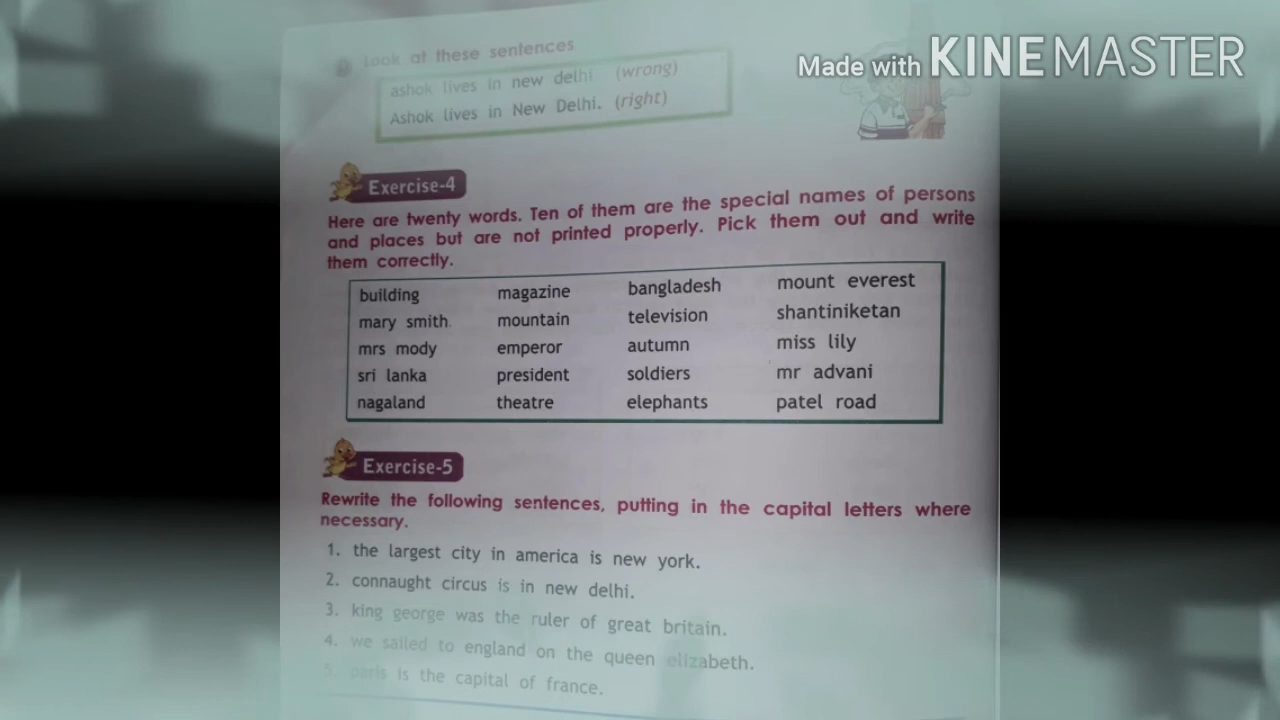 Made with KINEMASTER
Look at these sentences
ashok lives in new delhi (wrong)
Ashok lives in New Delhi. (right)
Exercise-4
Here are twenty words. Ten of them are the special names of persons
and places but are not printed properly. Pick them out and write
them correctly.
building magazine bangladesh mount everest
mary smith mountain television shantiniketan
mrs mody emperor autumn miss lily
sri lanka president soldiers mr advani
nagaland theatre elephants patel road
Exercise-5
Rewrite the following sentences, putting in the capital letters where
necessary.
1. the largest city in america is new york.
2. connaught circus is in new delhi.
3. king george was the ruler of great britain.
4. we sailed to england on the queen elizabeth.
5. paris is the capital of france.